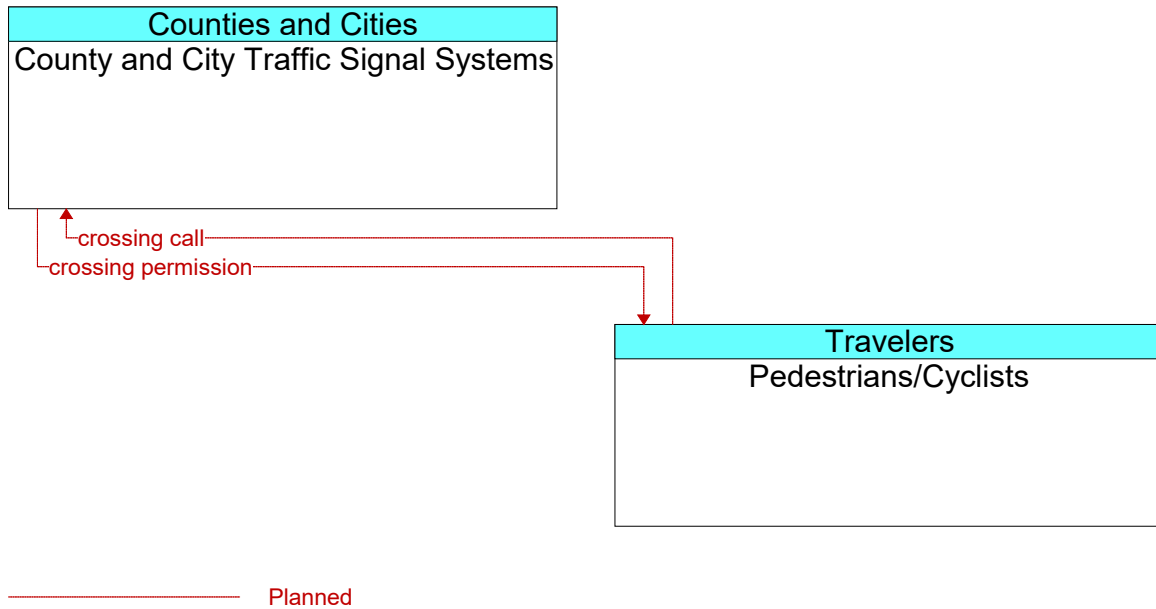 Counties and Cities
County and City Traffic Signal Systems
crossing call
crossing permission
Travelers
Pedestrians/Cyclists
Planned